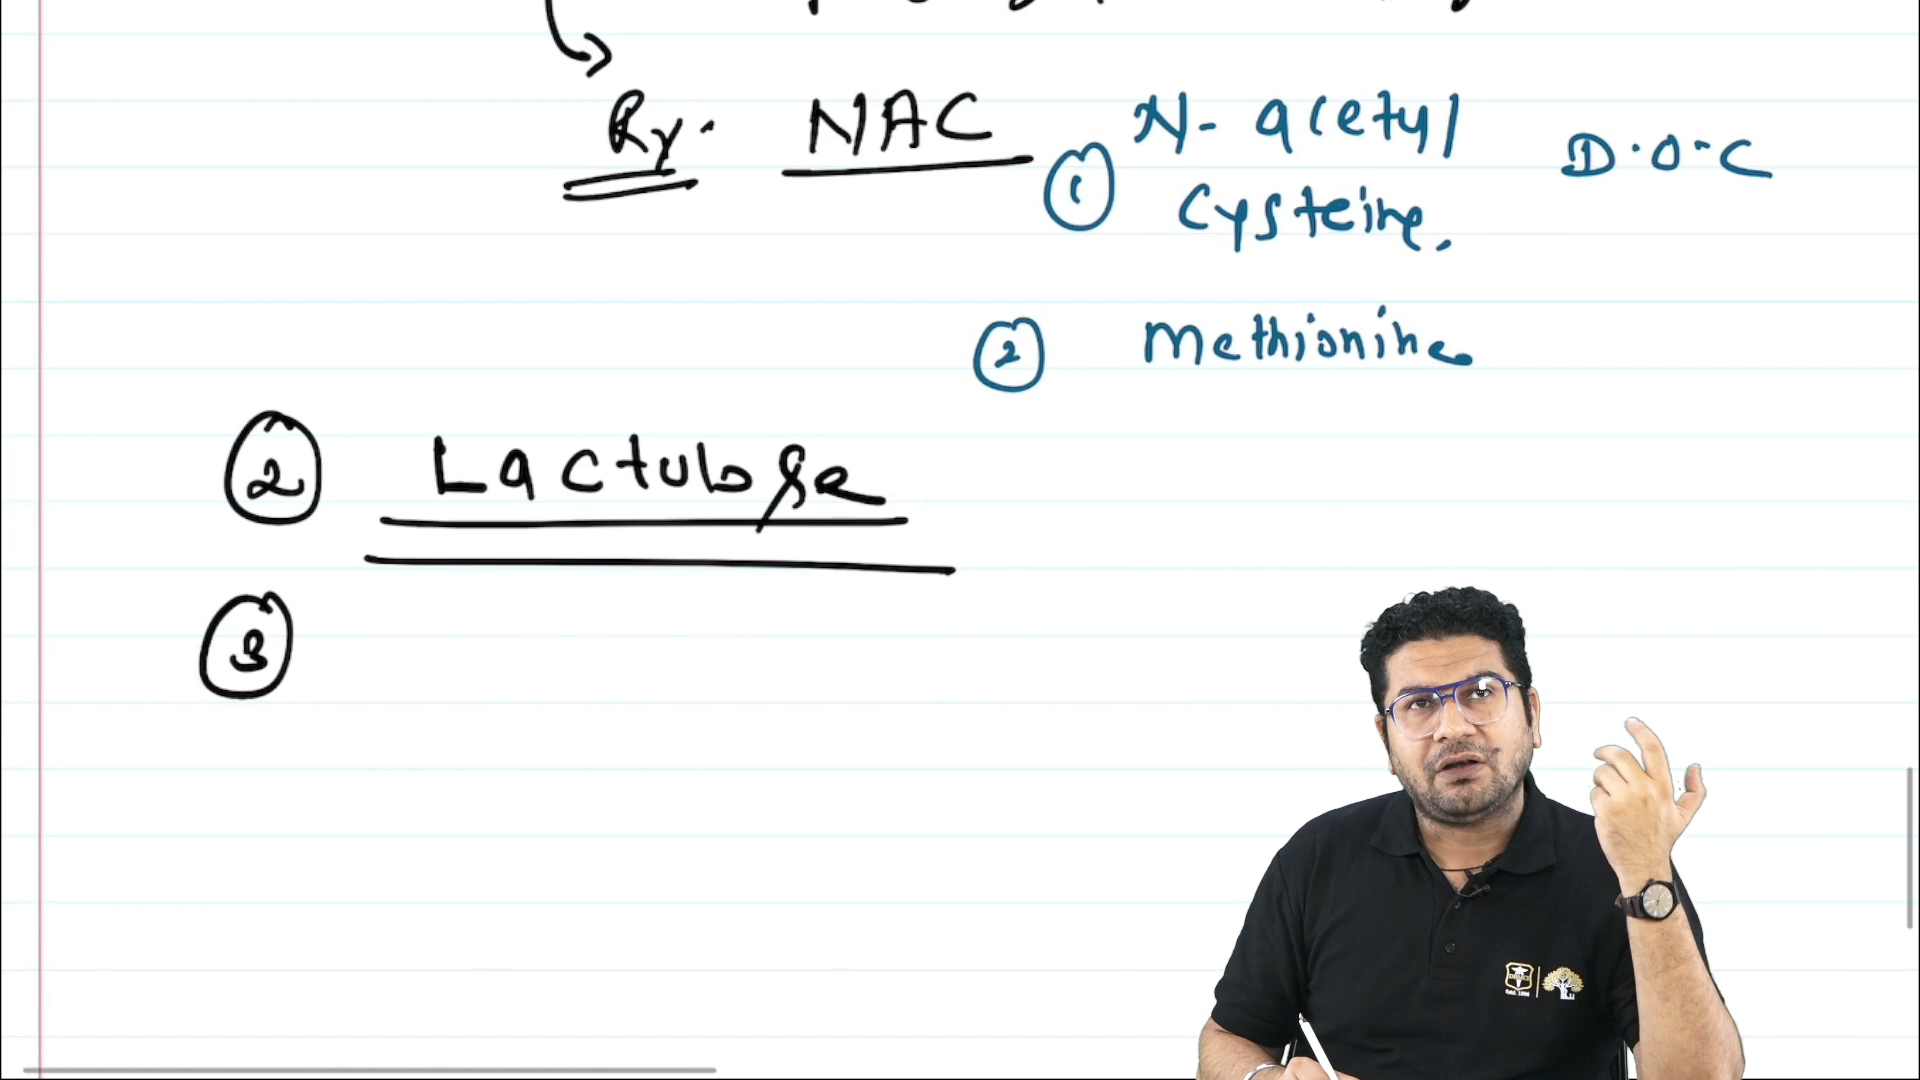 Rx. NAC N- acetyl D.O.C
① Cysteine.
② Methionine
② Lactulose
③